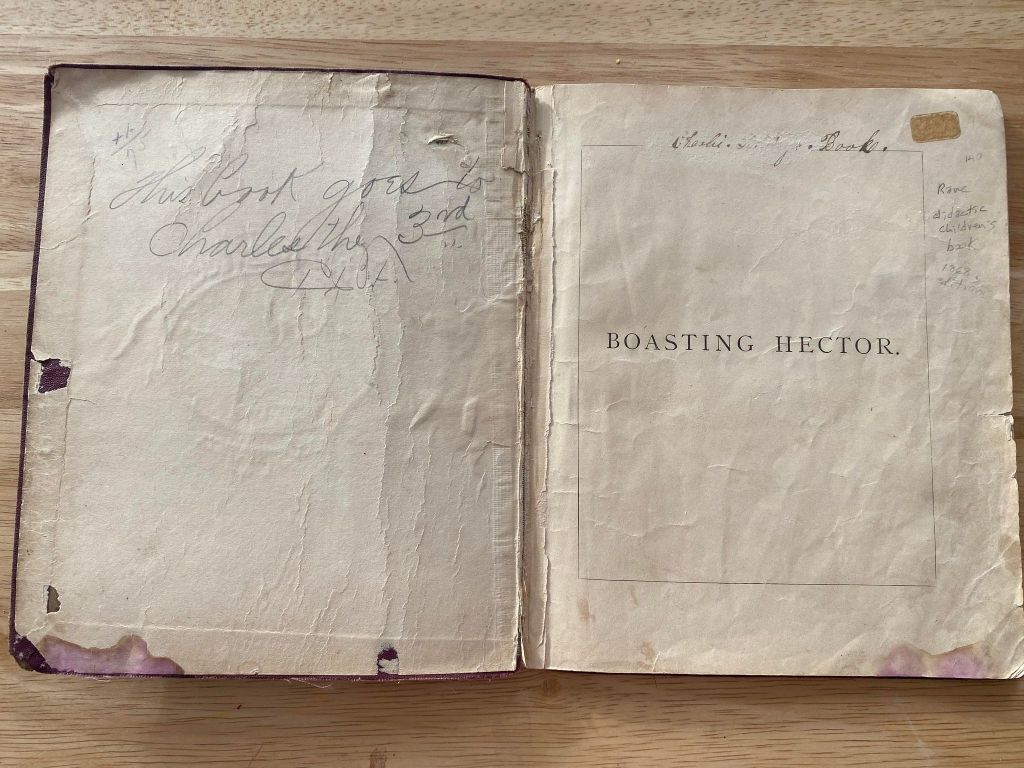 This book goes to
Charles the 3rd
Charlie. Book.
BOASTING HECTOR.
Rare
didactic
children's
book